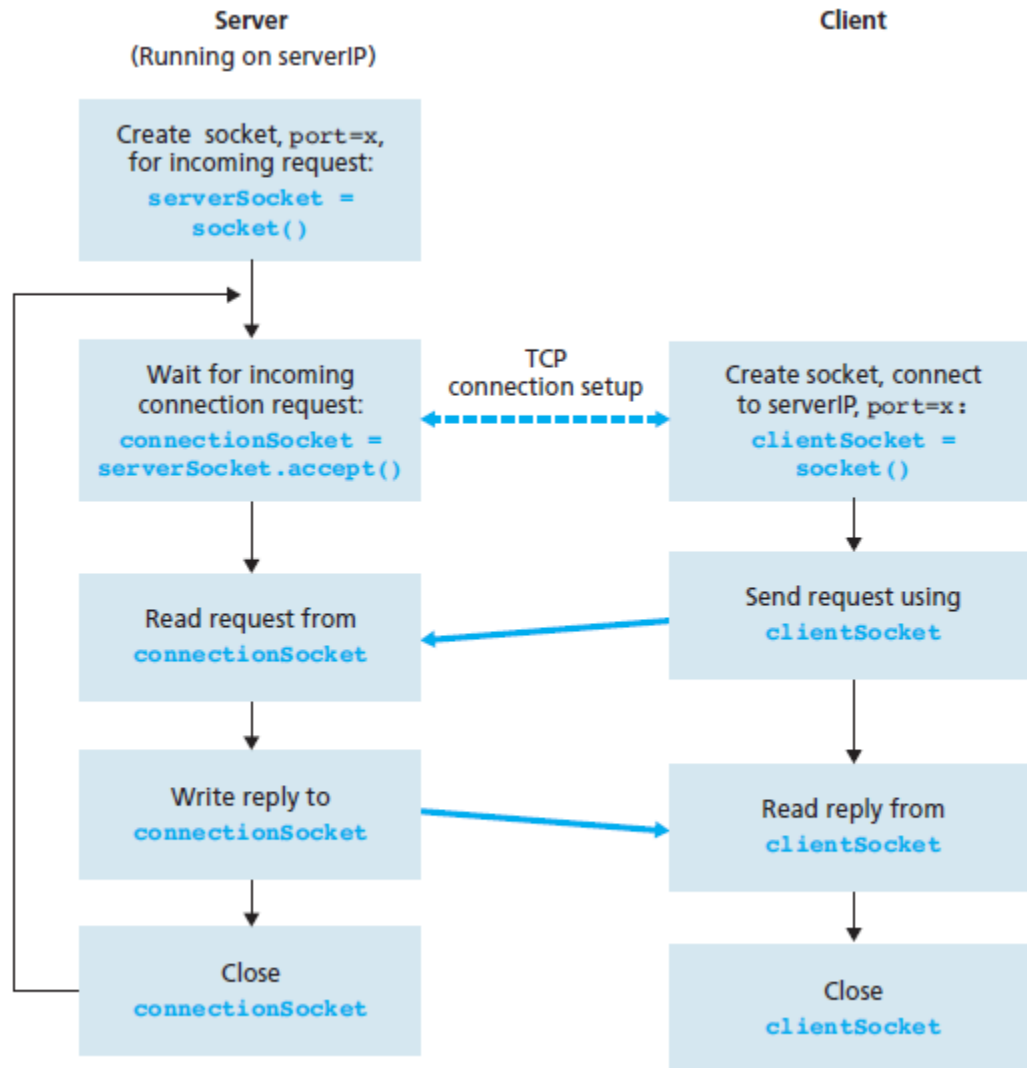 Server
(Running on serverIP)
Client
Create socket, port=x,
for incoming request:
serverSocket =
socket()
Wait for incoming
connection request:
connectionSocket =
serverSocket.accept()
TCP
connection setup
Create socket, connect
to serverIP, port=x:
clientSocket =
socket()
Read request from
connectionSocket
Send request using
clientSocket
Write reply to
connectionSocket
Read reply from
clientSocket
Close
connectionSocket
Close
clientSocket